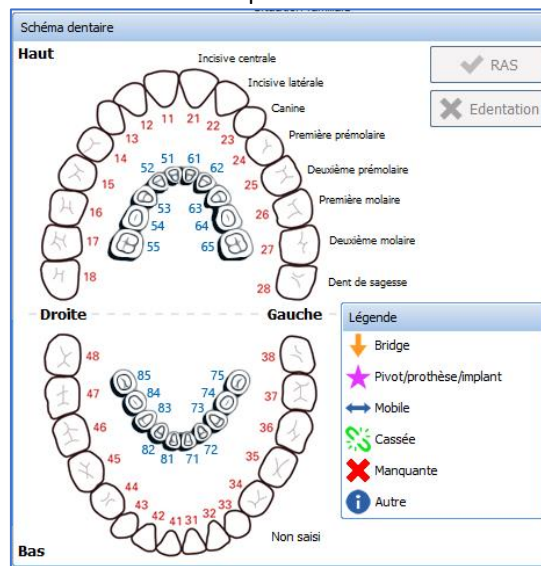 Schéma dentaire
Haut
RAS
Edentation
Incisive centrale
Incisive latérale
Canine
Première prémolaire
Deuxième prémolaire
Première molaire
Deuxième molaire
Dent de sagesse
11 21
12 22
13 23
14 24
15 25
16 26
17 27
18 28
51 61
52 62
53 63
54 64
55 65
Droite Gauche
48 38
47 37
46 36
45 35
44 34
43 33
42 41 31 32
85 75
84 74
83 73
82 72
81 71
Non saisi
Bas
Légende
Bridge
Pivot/prothèse/implant
Mobile
Cassée
Manquante
Autre